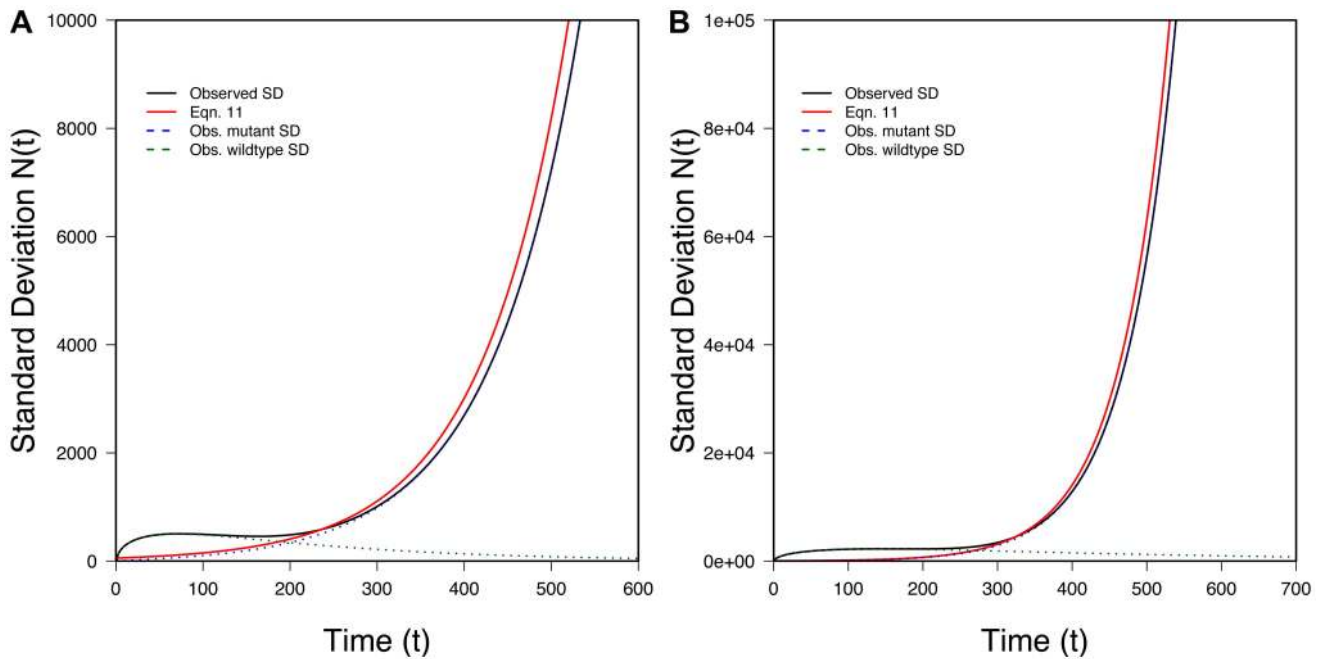 A
Standard Deviation N(t)
10000
8000
6000
4000
2000
0
Observed SD
Eqn. 11
Obs. mutant SD
Obs. wildtype SD
0 100 200 300 400 500 600
Time (t)
B
Standard Deviation N(t)
1e+05
8e+04
6e+04
4e+04
2e+04
0e+00
Observed SD
Eqn. 11
Obs. mutant SD
Obs. wildtype SD
0 100 200 300 400 500 600 700
Time (t)